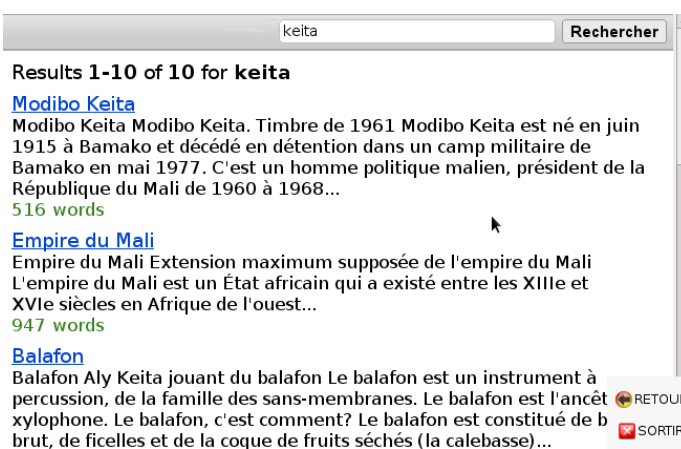 keita
Rechercher
Results 1-10 of 10 for keita
Modibo Keita
Modibo Keita Modibo Keita. Timbre de 1961 Modibo Keita est né en juin
1915 à Bamako et décédé en détention dans un camp militaire de
Bamako en mai 1977. C'est un homme politique malien, président de la
République du Mali de 1960 à 1968...
516 words
Empire du Mali
Empire du Mali Extension maximum supposée de l'empire du Mali
L'empire du Mali est un État africain qui a existé entre les XIIIe et
XVIe siècles en Afrique de l'ouest...
947 words
Balafon
Balafon Aly Keita jouant du balafon Le balafon est un instrument à
percussion, de la famille des sans-membranes. Le balafon est l'ancêt
xylophone. Le balafon, c'est comment? Le balafon est constitué de b
brut, de ficelles et de la coque de fruits séchés (la calebasse)...
RETOU
SORTIR